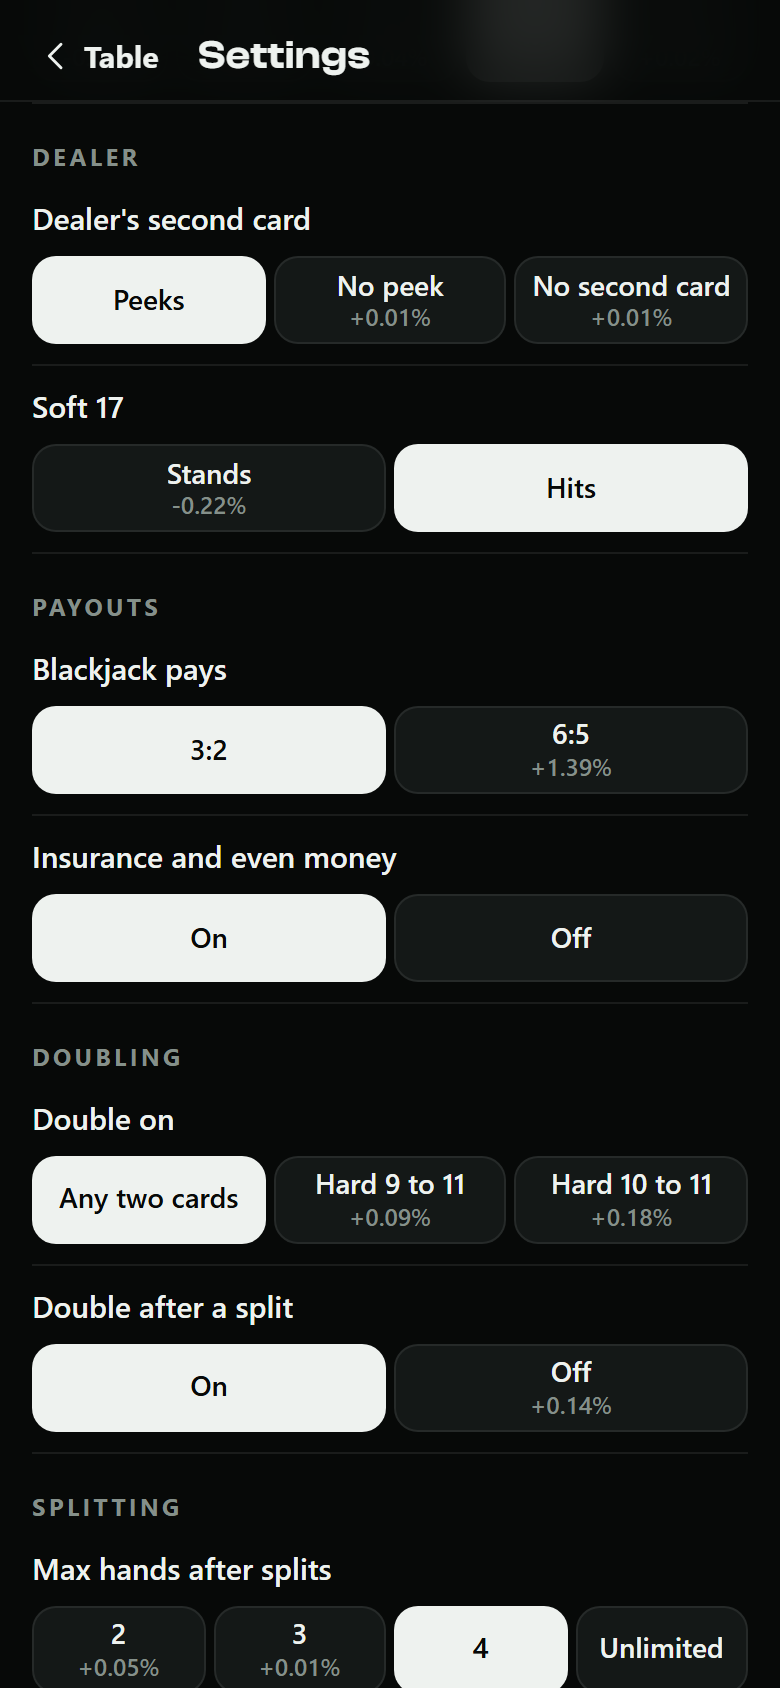 Table Settings
DEALER
Dealer's second card
Peeks
No peek
+0.01%
No second card
+0.01%
Soft 17
Stands
-0.22%
Hits
PAYOUTS
Blackjack pays
3:2
6:5
+1.39%
Insurance and even money
On
Off
DOUBLING
Double on
Any two cards
Hard 9 to 11
+0.09%
Hard 10 to 11
+0.18%
Double after a split
On
Off
+0.14%
SPLITTING
Max hands after splits
2
+0.05%
3
+0.01%
4
Unlimited